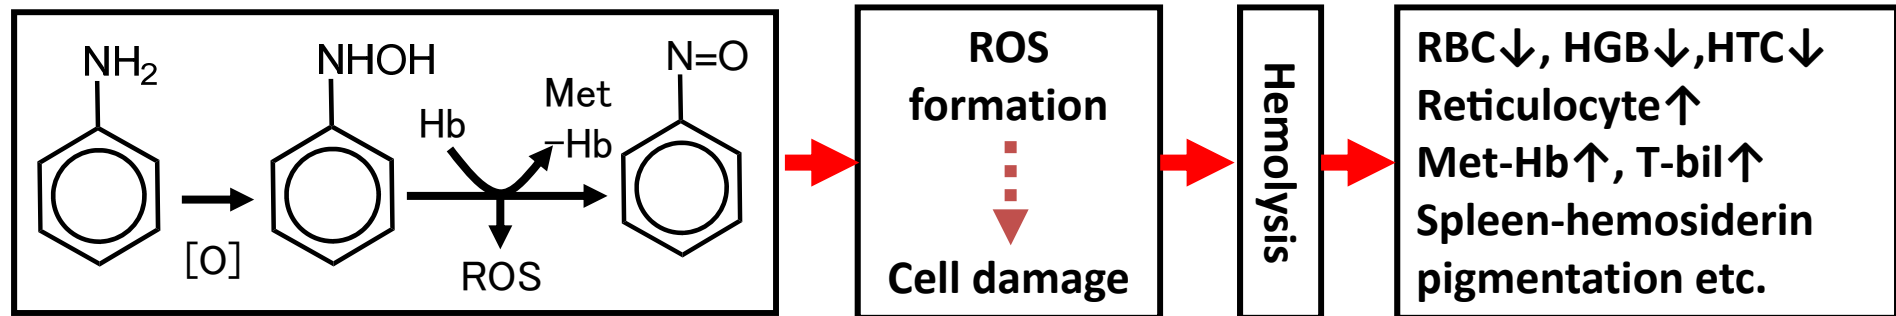 NH₂
[O]
NHOH
Hb
Met
-Hb
ROS
N=O
ROS
formation
Cell damage
Hemolysis
RBC↓, HGB↓,HTC↓
Reticulocyte↑
Met-Hb↑, T-bil↑
Spleen-hemosiderin
pigmentation etc.